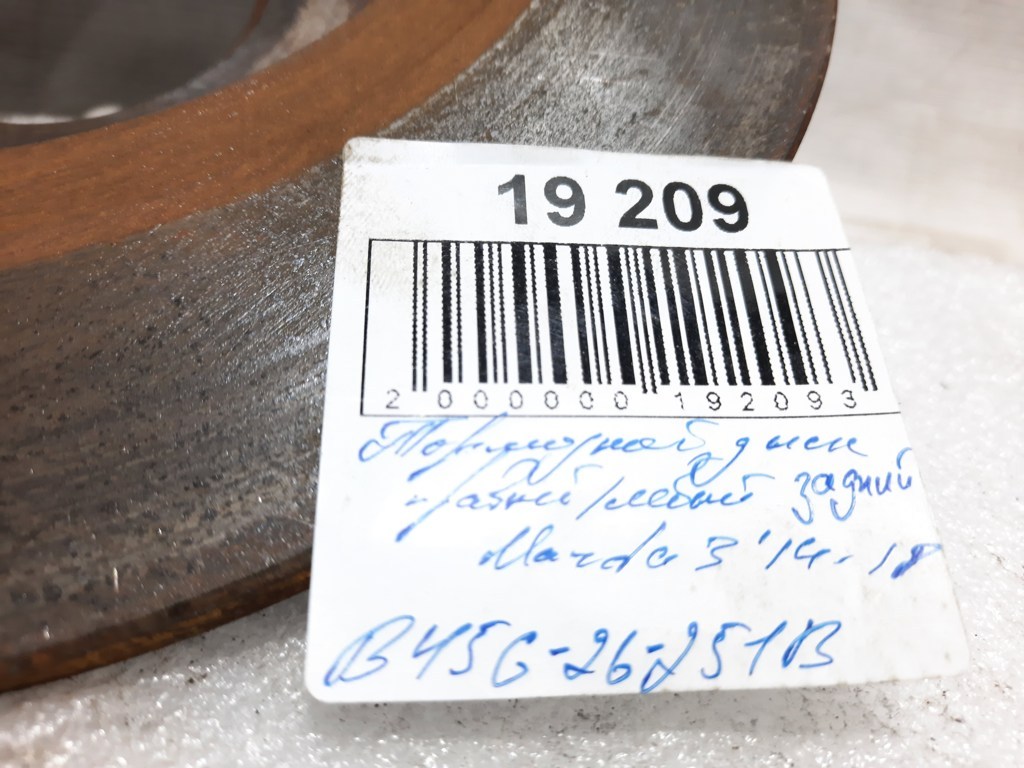 19 209
2 000000 192093
Тормозной диск
правый/левый задний
Mazda 3 '14-18
B45G-26-251B